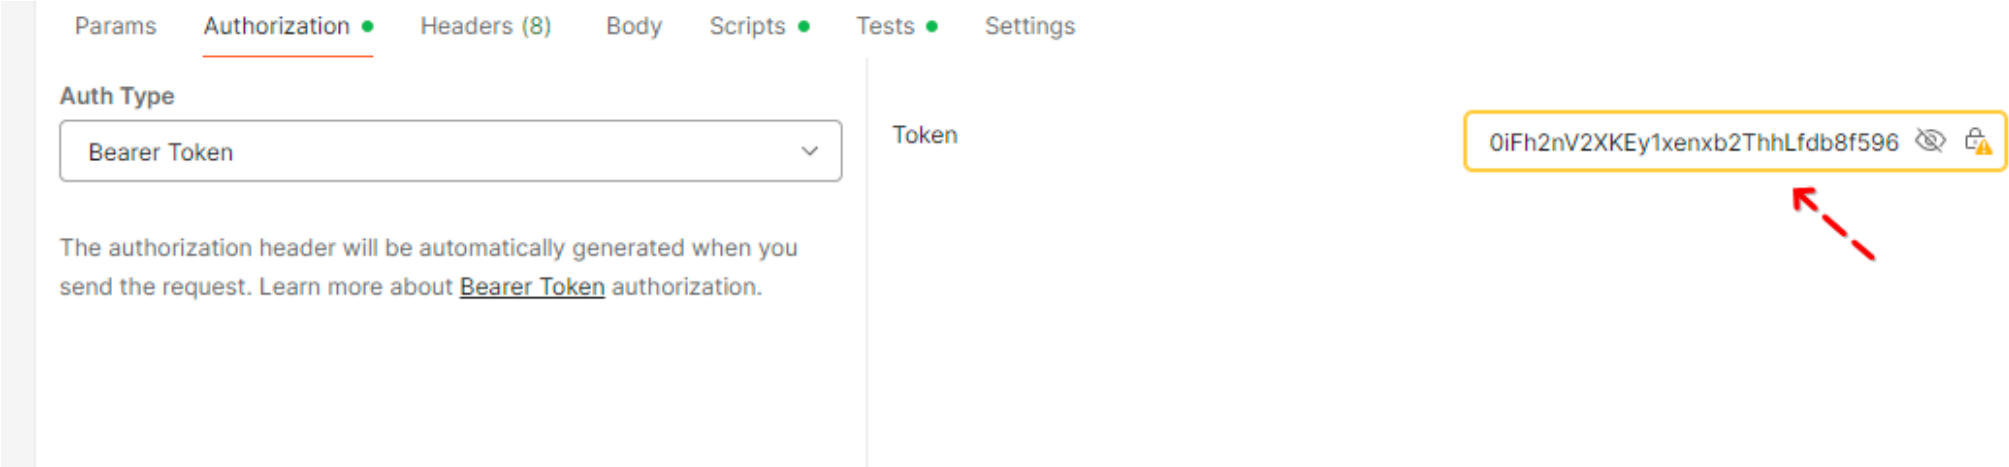 Params Authorization Headers (8) Body Scripts Tests Settings
Auth Type
Bearer Token
Token
0iFh2nV2XKEy1xenxb2ThhLfdb8f596
The authorization header will be automatically generated when you
send the request. Learn more about Bearer Token authorization.